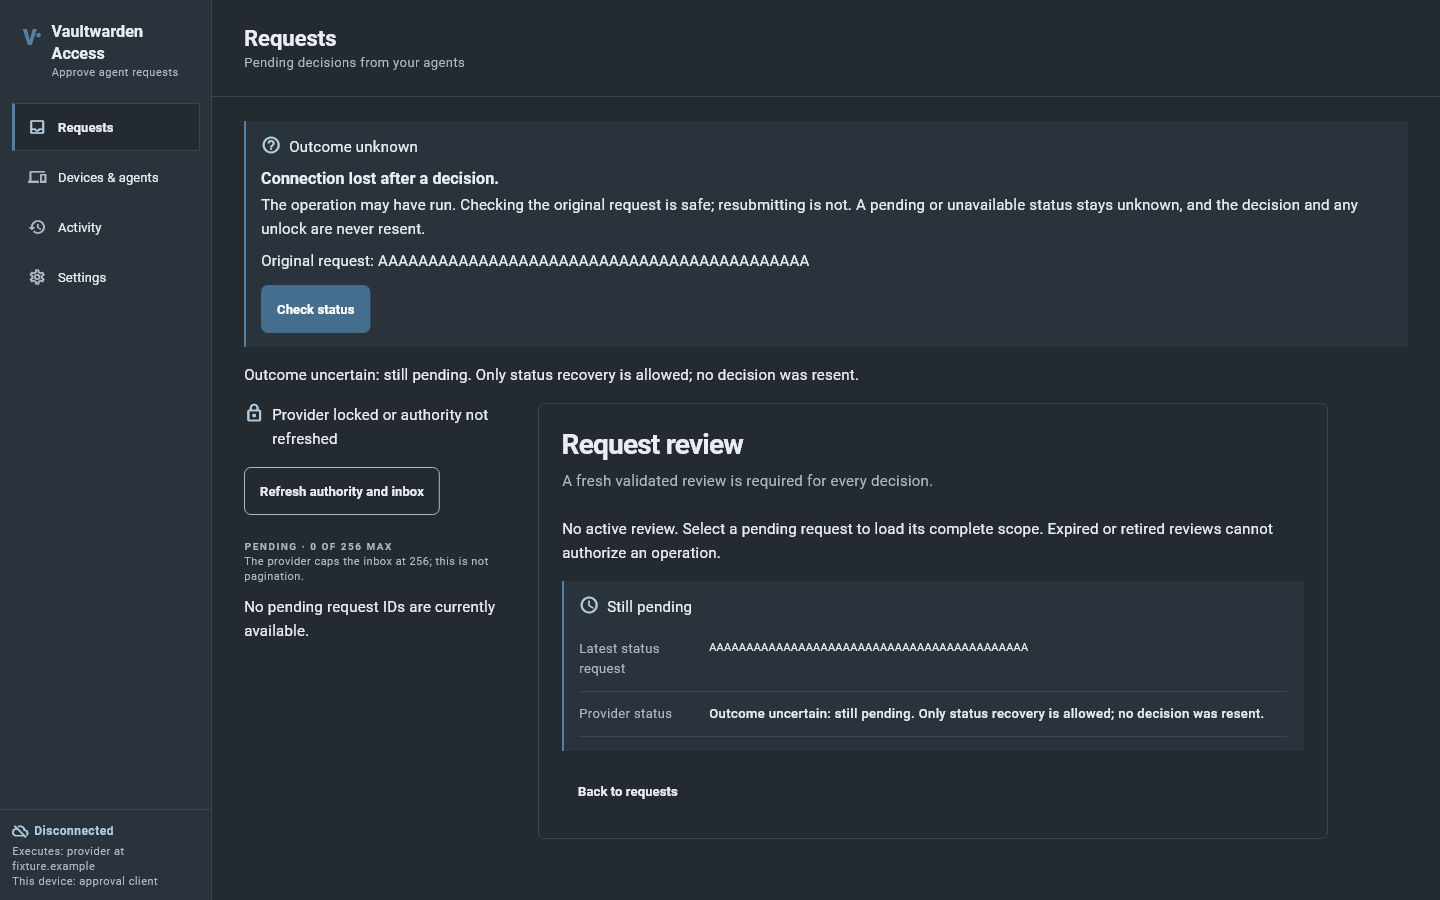 Vaultwarden
Access
Approve agent requests
Requests
Devices & agents
Activity
Settings
Disconnected
Executes: provider at
fixture.example
This device: approval client
Requests
Pending decisions from your agents
Outcome unknown
Connection lost after a decision.
The operation may have run. Checking the original request is safe; resubmitting is not. A pending or unavailable status stays unknown, and the decision and any
unlock are never resent.
Original request: AAAAAAAAAAAAAAAAAAAAAAAAAAAAAAAAAAAAAAAAAAA
Check status
Outcome uncertain: still pending. Only status recovery is allowed; no decision was resent.
Provider locked or authority not
refreshed
Refresh authority and inbox
PENDING · 0 OF 256 MAX
The provider caps the inbox at 256; this is not
pagination.
No pending request IDs are currently
available.
Request review
A fresh validated review is required for every decision.
No active review. Select a pending request to load its complete scope. Expired or retired reviews cannot
authorize an operation.
Still pending
Latest status
request
AAAAAAAAAAAAAAAAAAAAAAAAAAAAAAAAAAAAAAAAAAA
Provider status
Outcome uncertain: still pending. Only status recovery is allowed; no decision was resent.
Back to requests